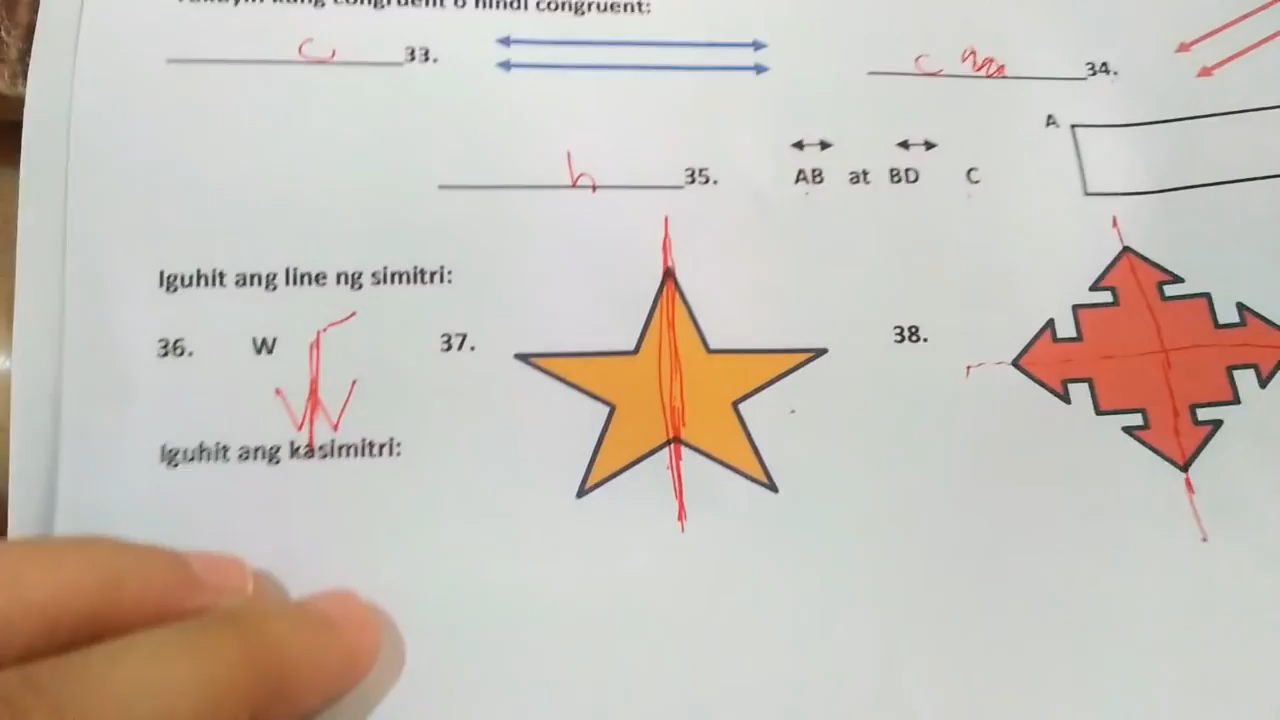 congruent o hindi congruent:
c 33.
c 34.
A
h 35. AB at BD C
Iguhit ang line ng simitri:
36. W W 37. 38.
Iguhit ang kasimitri: